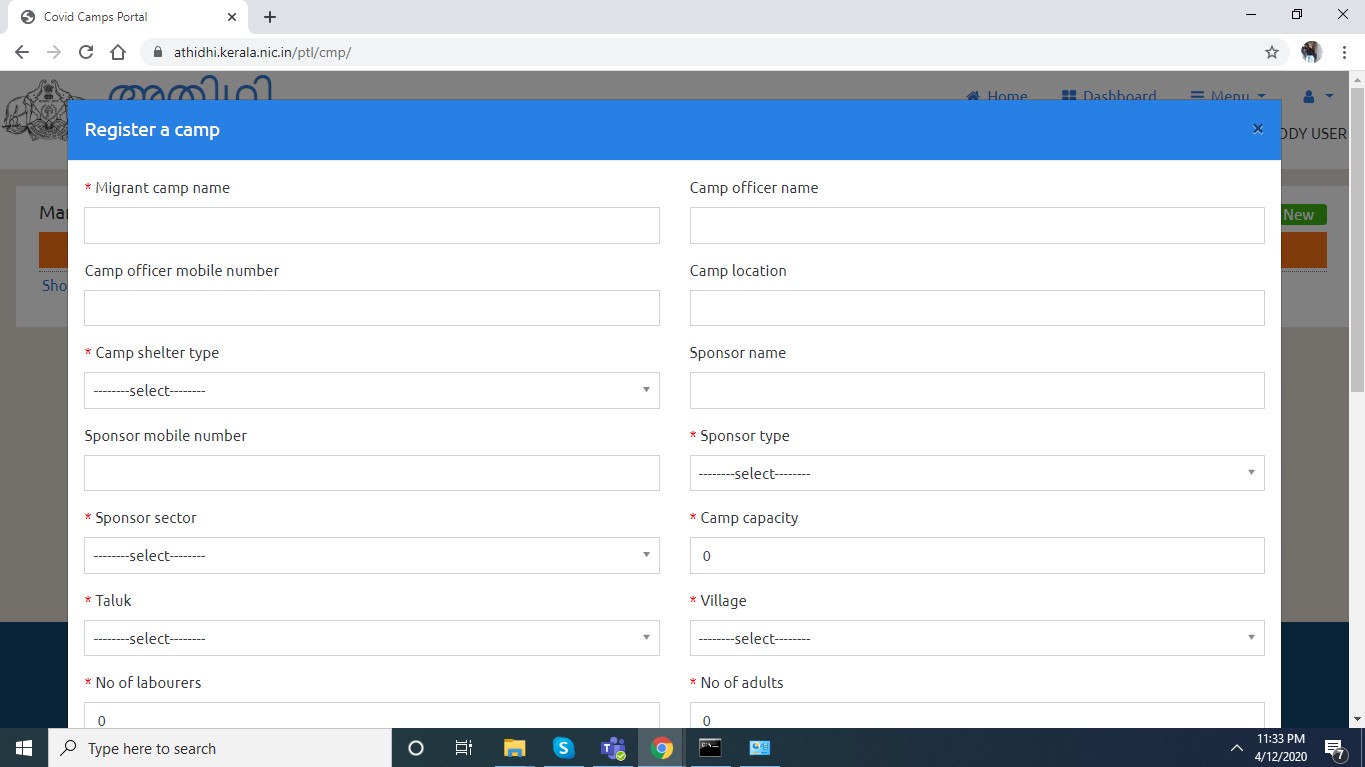 Covid Camps Portal
athidhi.kerala.nic.in/ptl/cmp/
അതിഥി
Home Dashboard Menu
Register a camp ×
DDY USER
* Migrant camp name Camp officer name
Mar New
Camp officer mobile number Camp location
Sho
* Camp shelter type Sponsor name
--------select--------
Sponsor mobile number * Sponsor type
--------select--------
* Sponsor sector * Camp capacity
--------select-------- 0
* Taluk * Village
--------select-------- --------select--------
* No of labourers * No of adults
0 0
Type here to search
11:33 PM
4/12/2020
7